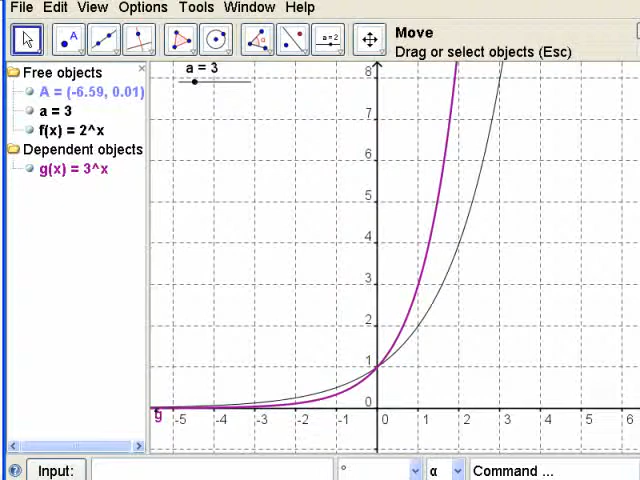 File Edit View Options Tools Window Help
A
a=2
Move
Drag or select objects (Esc)
Free objects
A = (-6.59, 0.01)
a = 3
f(x) = 2^x
Dependent objects
g(x) = 3^x
a = 3
8
7
6
5
4
3
2
1
0
g
-5 -4 -3 -2 -1 0 1 2 3 4 5 6
Input:
°
α
Command ...